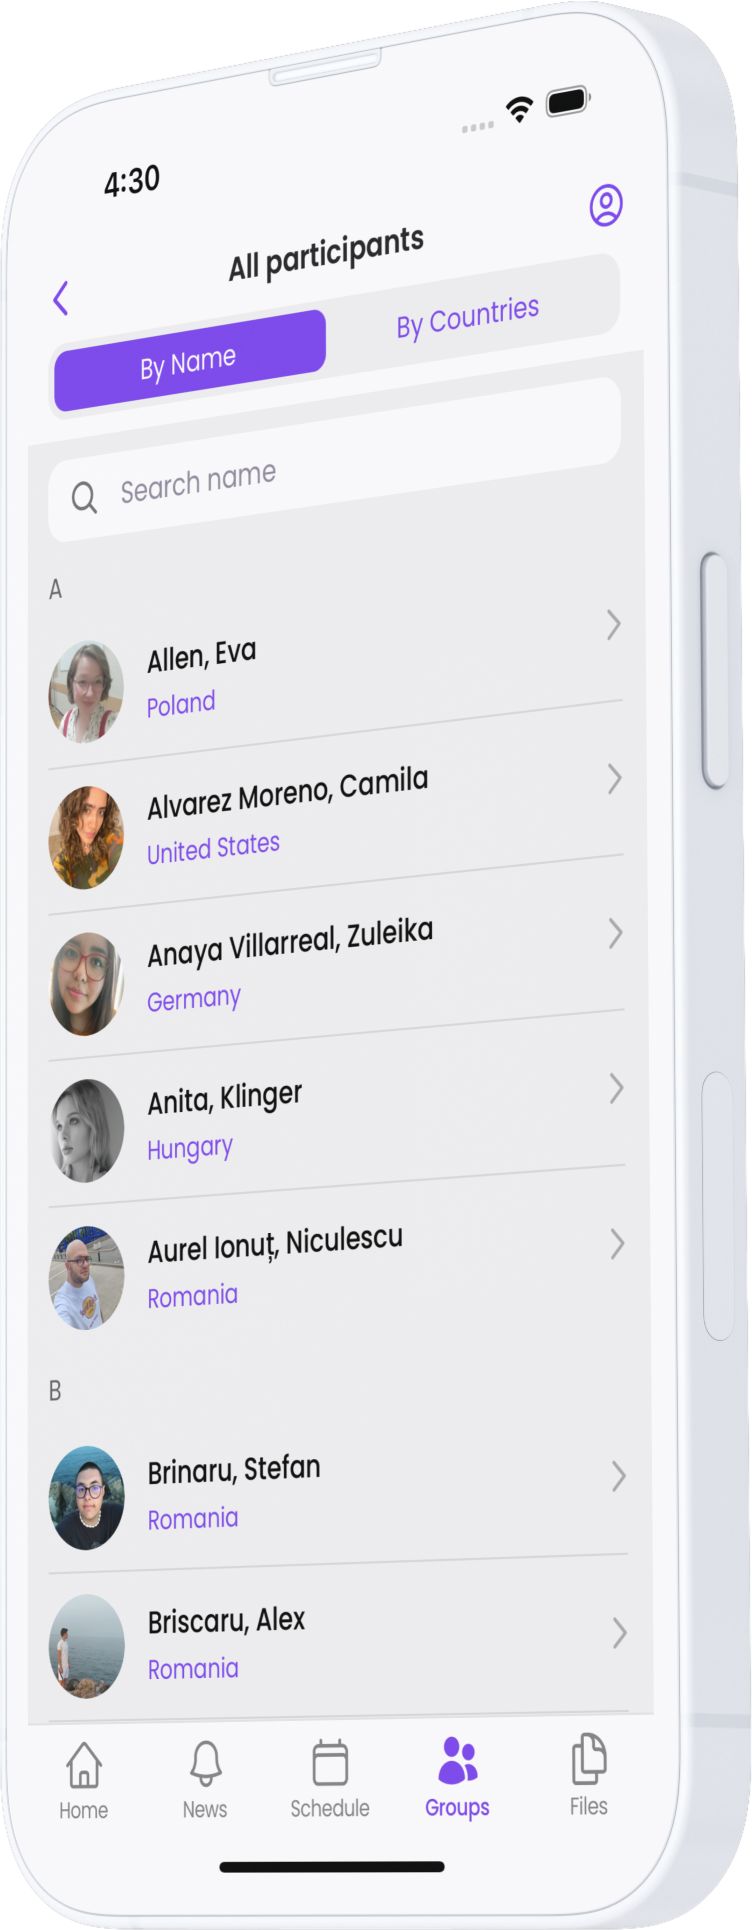 4:30
All participants
By Name
By Countries
Search name
A
Allen, Eva
Poland
Alvarez Moreno, Camila
United States
Anaya Villarreal, Zuleika
Germany
Anita, Klinger
Hungary
Aurel Ionuț, Niculescu
Romania
B
Brinaru, Stefan
Romania
Briscaru, Alex
Romania
Home
News
Schedule
Groups
Files